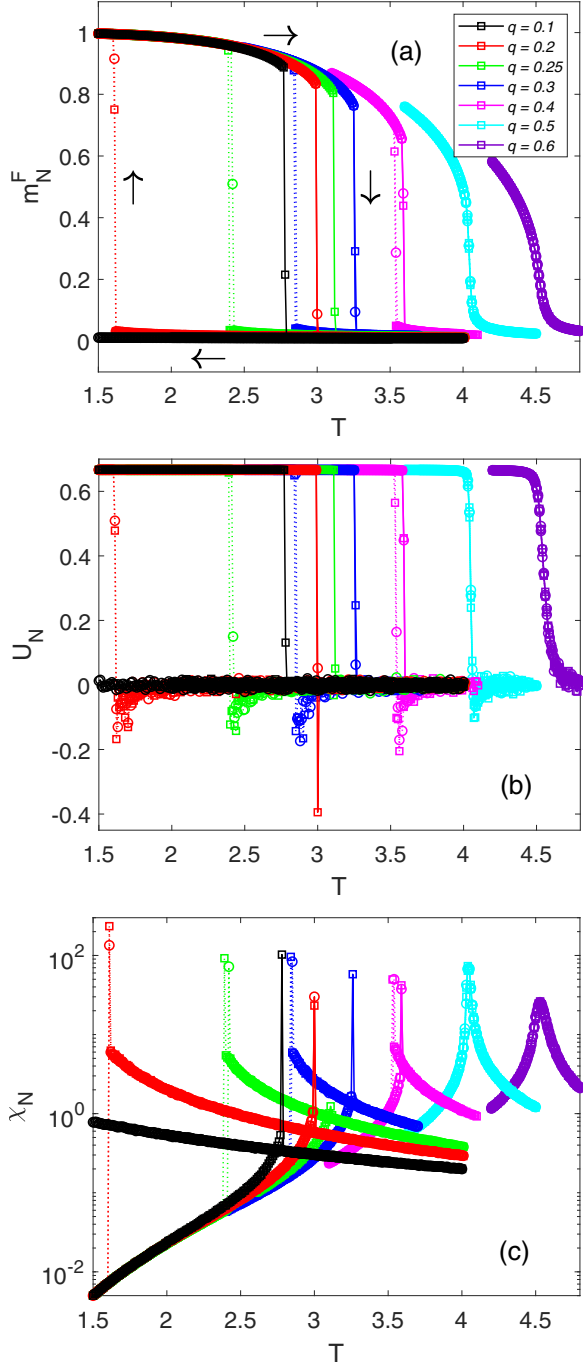 (a)
q = 0.1
q = 0.2
q = 0.25
q = 0.3
q = 0.4
q = 0.5
q = 0.6
1
0.8
0.6
0.4
0.2
0
m_N^F
1.5 2 2.5 3 3.5 4 4.5
T
0.6
0.4
0.2
0
-0.2
-0.4
U_N
(b)
1.5 2 2.5 3 3.5 4 4.5
T
10^2
10^0
10^-2
χ_N
(c)
1.5 2 2.5 3 3.5 4 4.5
T